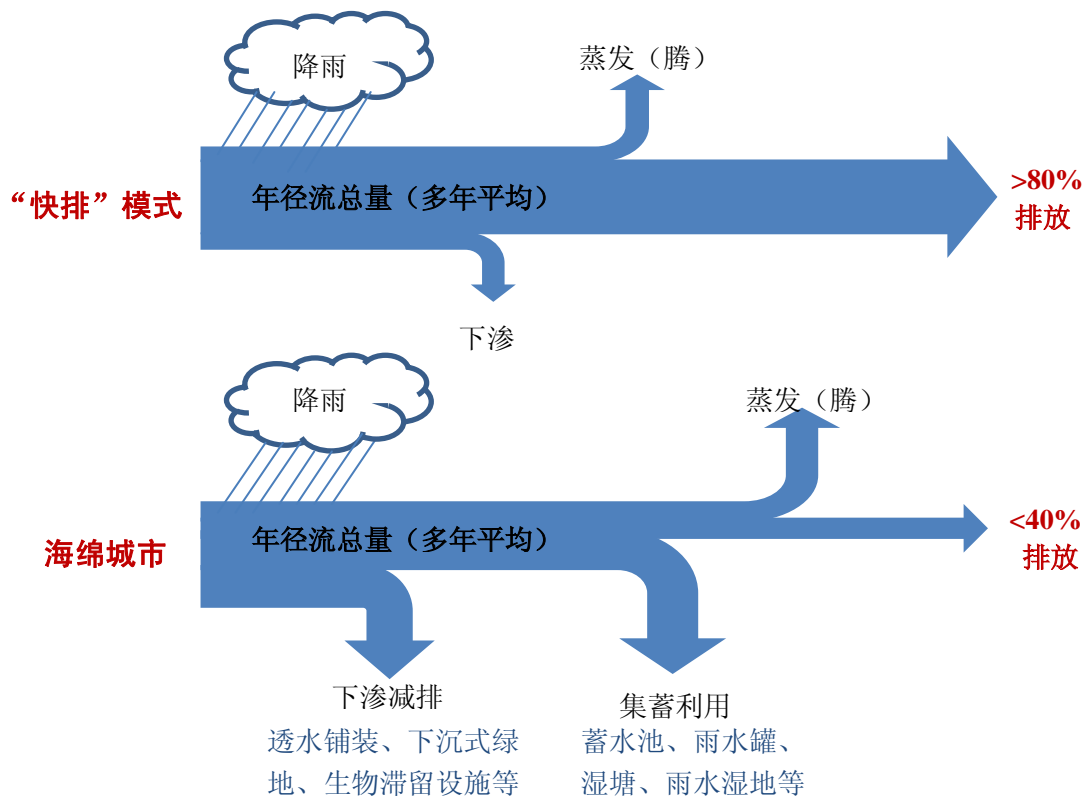 降雨
蒸发（腾）
“快排”模式
年径流总量（多年平均）
>80%
排放
下渗
降雨
蒸发（腾）
海绵城市
年径流总量（多年平均）
<40%
排放
下渗减排
透水铺装、下沉式绿
地、生物滞留设施等
集蓄利用
蓄水池、雨水罐、
湿塘、雨水湿地等